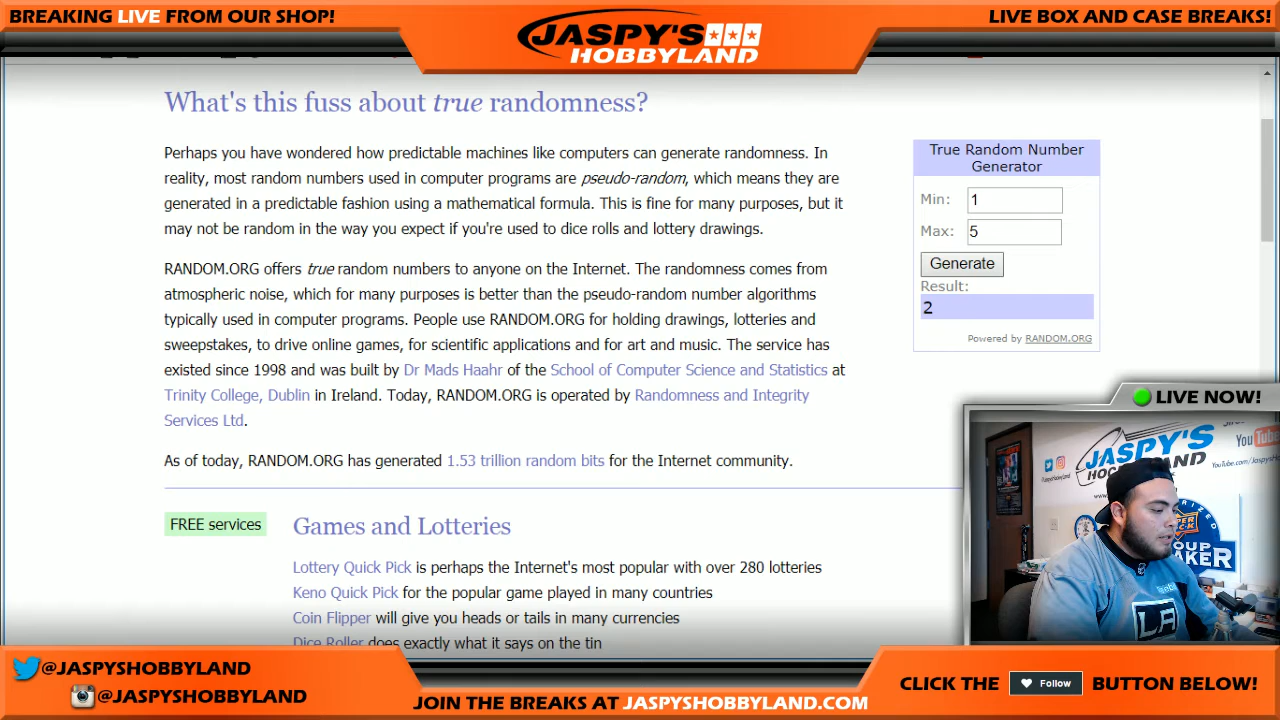 BREAKING LIVE FROM OUR SHOP!
JASPY'S
HOBBYLAND
LIVE BOX AND CASE BREAKS!
What's this fuss about true randomness?
Perhaps you have wondered how predictable machines like computers can generate randomness. In
reality, most random numbers used in computer programs are pseudo-random, which means they are
generated in a predictable fashion using a mathematical formula. This is fine for many purposes, but it
may not be random in the way you expect if you're used to dice rolls and lottery drawings.
RANDOM.ORG offers true random numbers to anyone on the Internet. The randomness comes from
atmospheric noise, which for many purposes is better than the pseudo-random number algorithms
typically used in computer programs. People use RANDOM.ORG for holding drawings, lotteries and
sweepstakes, to drive online games, for scientific applications and for art and music. The service has
existed since 1998 and was built by Dr Mads Haahr of the School of Computer Science and Statistics at
Trinity College, Dublin in Ireland. Today, RANDOM.ORG is operated by Randomness and Integrity
Services Ltd.
As of today, RANDOM.ORG has generated 1.53 trillion random bits for the Internet community.
True Random Number
Generator
Min: 1
Max: 5
Generate
Result:
2
Powered by RANDOM.ORG
FREE services
Games and Lotteries
Lottery Quick Pick is perhaps the Internet's most popular with over 280 lotteries
Keno Quick Pick for the popular game played in many countries
Coin Flipper will give you heads or tails in many currencies
Dice Roller does exactly what it says on the tin
LIVE NOW!
JASPY'S
You Tube
LA
@JASPYSHOBBYLAND
@JASPYSHOBBYLAND
JOIN THE BREAKS AT JASPYSHOBBYLAND.COM
CLICK THE Follow BUTTON BELOW!